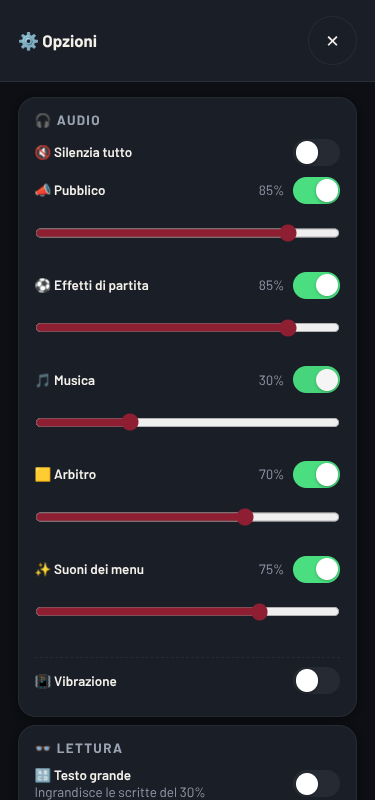 ⚙️ Opzioni
✕
🎧 AUDIO
🔇 Silenzia tutto
📣 Pubblico 85%
⚽ Effetti di partita 85%
🎵 Musica 30%
🟨 Arbitro 70%
✨ Suoni dei menu 75%
📳 Vibrazione
👓 LETTURA
🔠 Testo grande
Ingrandisce le scritte del 30%